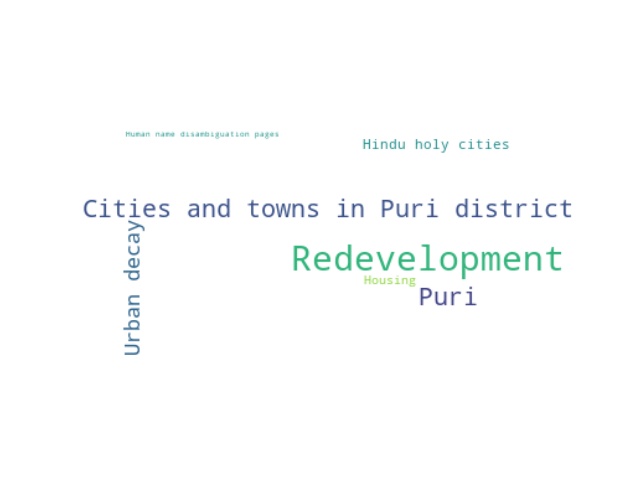 Human name disambiguation pages
Hindu holy cities
Cities and towns in Puri district
Urban decay
Redevelopment
Housing
Puri